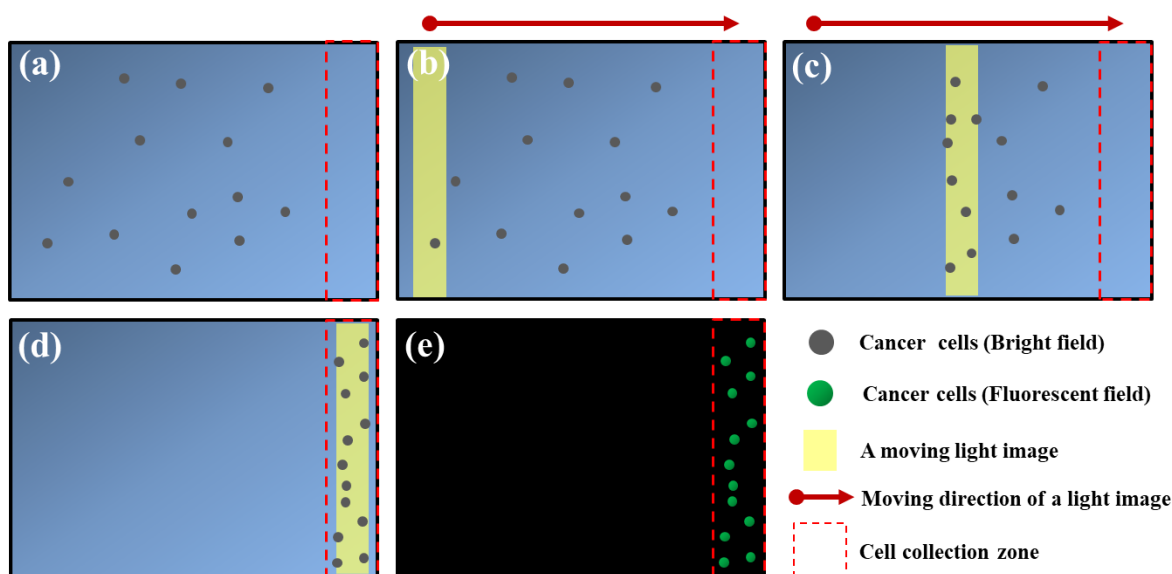 (a)
(b)
(c)
(d)
(e)
Cancer cells (Bright field)
Cancer cells (Fluorescent field)
A moving light image
Moving direction of a light image
Cell collection zone